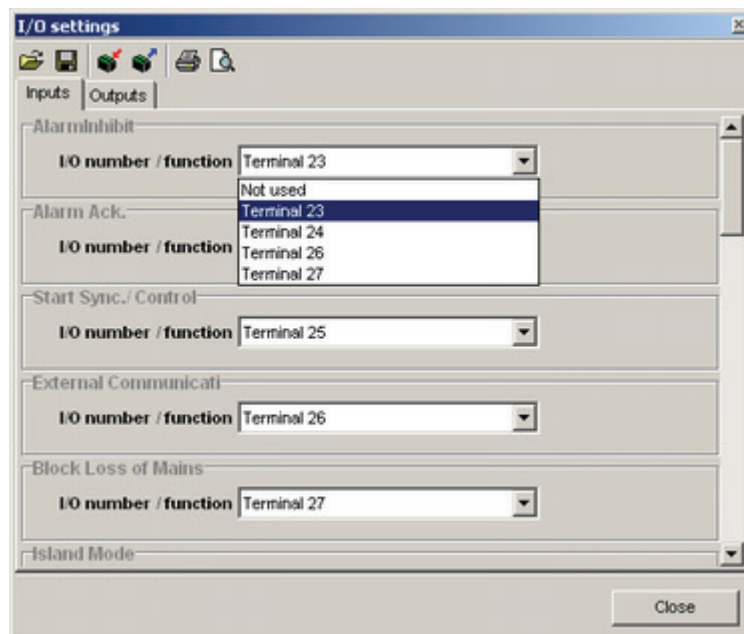 I/O settings
Inputs Outputs
AlarmInhibit
I/O number / function Terminal 23
Not used
Terminal 23
Alarm Ack.
Terminal 24
I/O number / function Terminal 26
Terminal 27
Start Sync./ Control
I/O number / function Terminal 25
External Communicati
I/O number / function Terminal 26
Block Loss of Mains
I/O number / function Terminal 27
Island Mode
Close